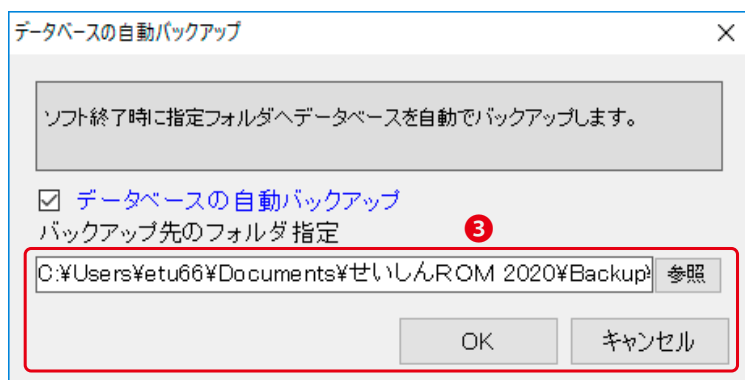 データベースの自動バックアップ
ソフト終了時に指定フォルダへデータベースを自動でバックアップします。
データベースの自動バックアップ
バックアップ先のフォルダ指定
3
C:¥Users¥etu66¥Documents¥せいしんROM 2020¥Backup¥ 参照
OK キャンセル